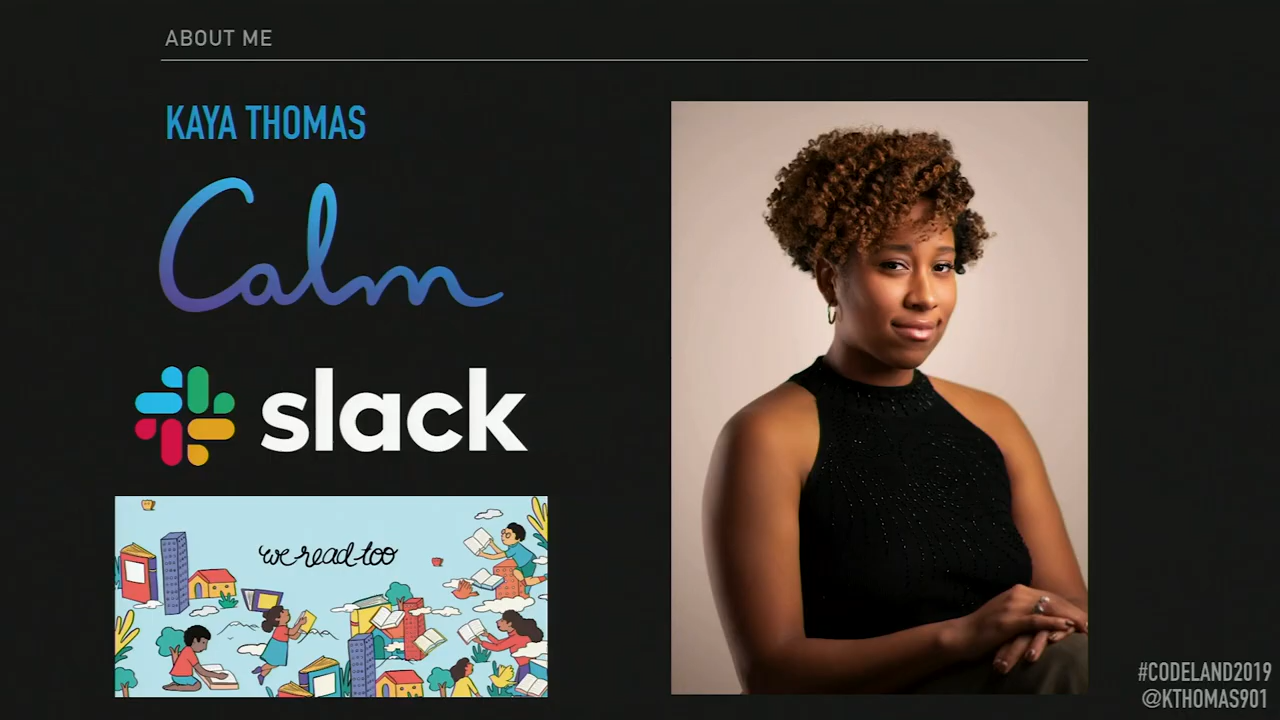 ABOUT ME
KAYA THOMAS
Calm
slack
we read too
#CODELAND2019
@KTHOMAS901